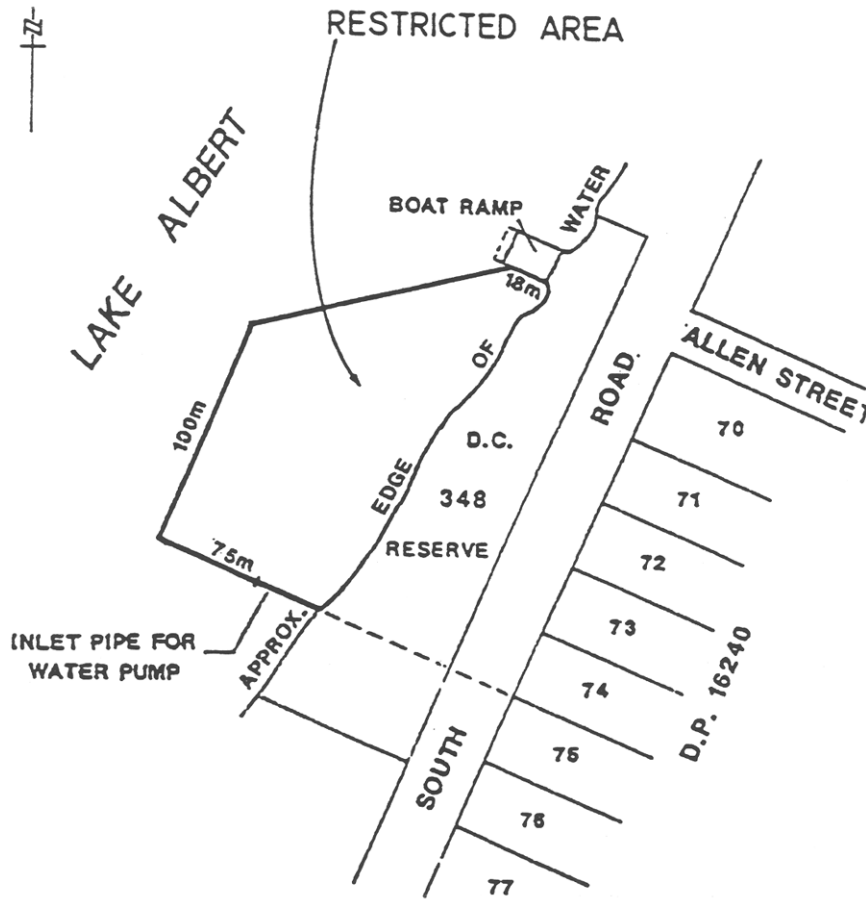 N
RESTRICTED AREA
LAKE ALBERT
BOAT RAMP
WATER
18m
OF
ALLEN STREET
ROAD.
70
D.C.
100m
EDGE
348
71
RESERVE
72
75m
73
INLET PIPE FOR
WATER PUMP
APPROX.
74
D.P. 16240
75
SOUTH
76
77